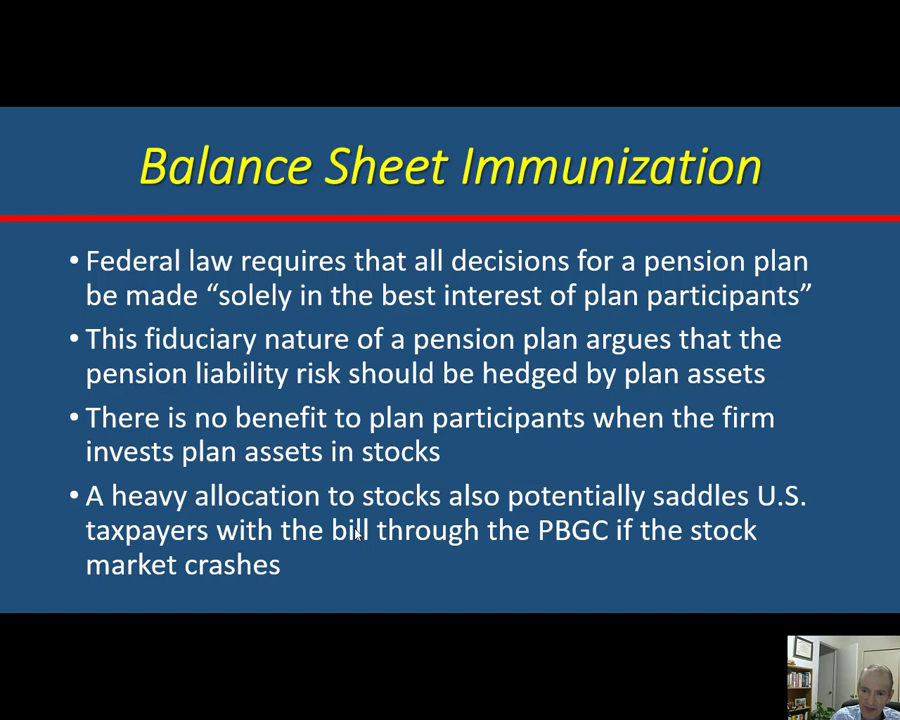 Balance Sheet Immunization
• Federal law requires that all decisions for a pension plan
be made “solely in the best interest of plan participants”
• This fiduciary nature of a pension plan argues that the
pension liability risk should be hedged by plan assets
• There is no benefit to plan participants when the firm
invests plan assets in stocks
• A heavy allocation to stocks also potentially saddles U.S.
taxpayers with the bill through the PBGC if the stock
market crashes